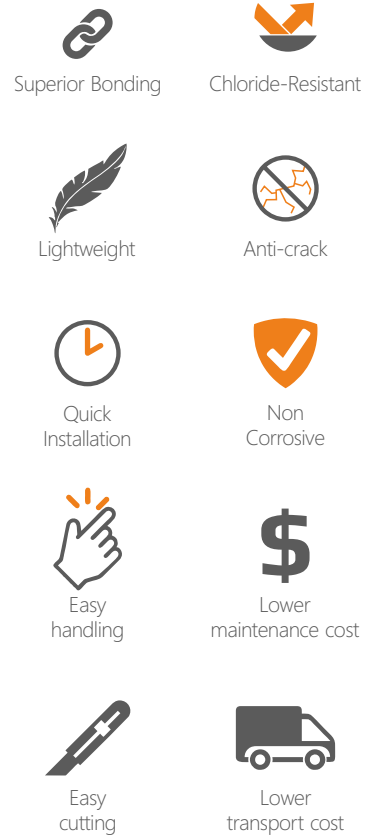 Superior Bonding
Chloride-Resistant
Lightweight
Anti-crack
Quick
Installation
Non
Corrosive
Easy
handling
$
Lower
maintenance cost
Easy
cutting
Lower
transport cost